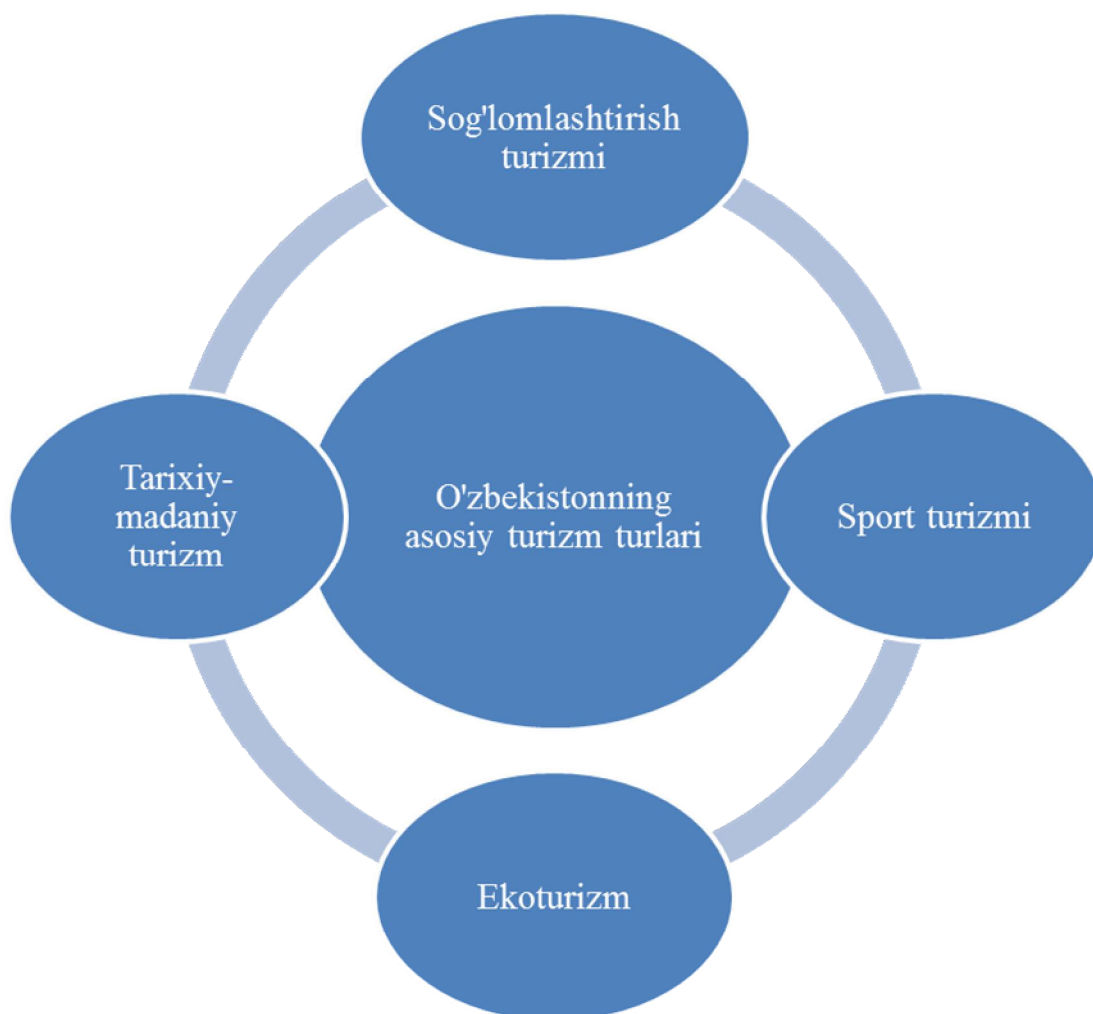 Sog'lomlashtirish
turizmi
Tarixiy-
madaniy
turizm
O'zbekistonning
asosiy turizm turlari
Sport turizmi
Ekoturizm